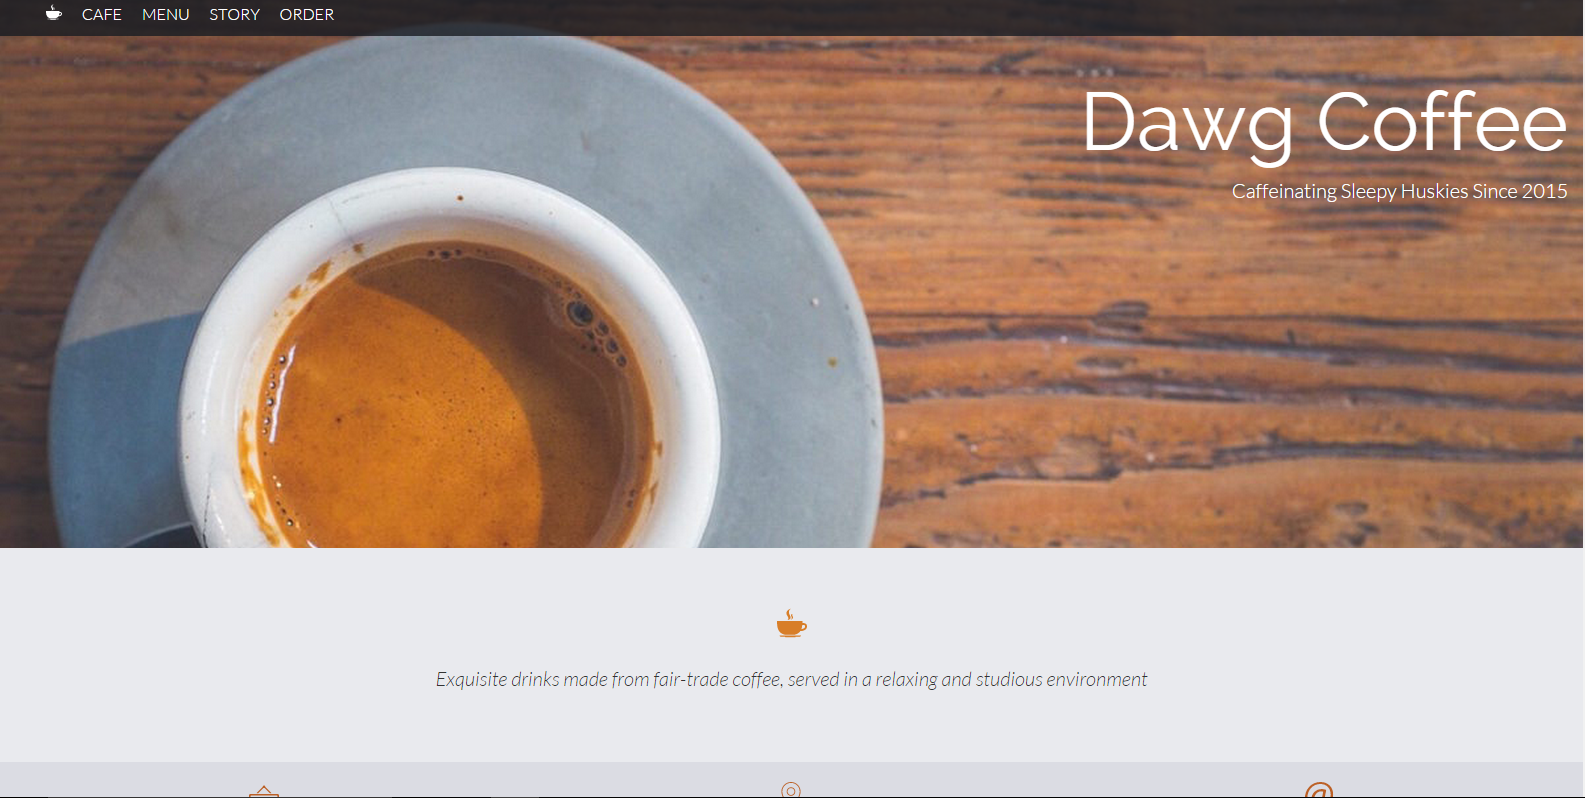 CAFE MENU STORY ORDER
Dawg Coffee
Caffeinating Sleepy Huskies Since 2015
Exquisite drinks made from fair-trade coffee, served in a relaxing and studious environment
@